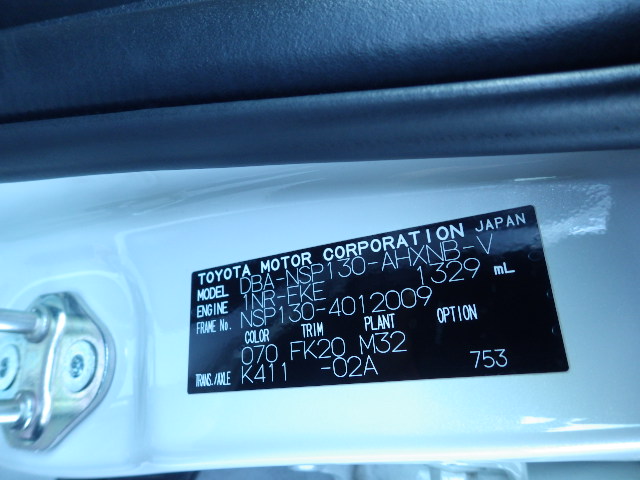 TOYOTA MOTOR CORPORATION JAPAN
MODEL DBA-NSP130-AHXNB-V
ENGINE 1NR-FKE 1329 mL
FRAME No. NSP130-4012009
COLOR TRIM PLANT OPTION
070 FK20 M32
TRANS./AXLE K411 -02A 753